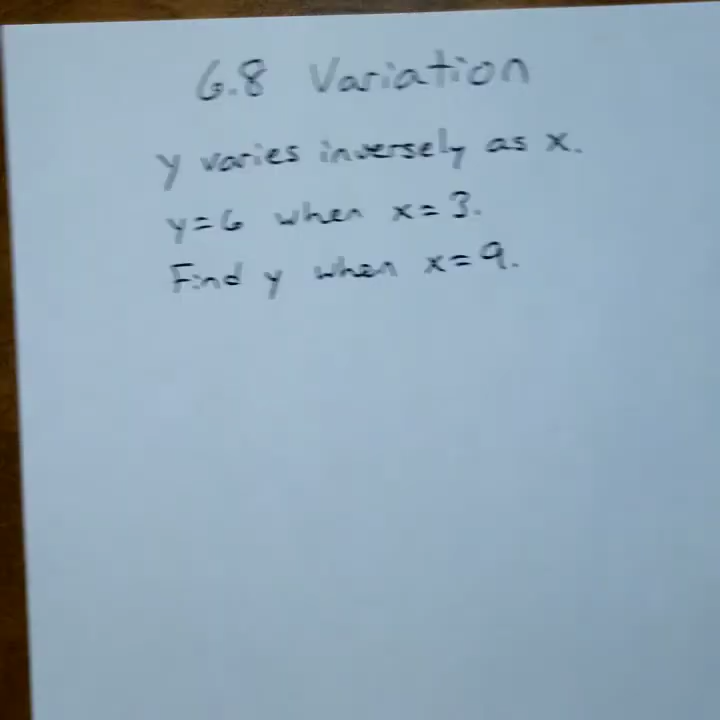 6.8 Variation
y varies inversely as x.
y=6 when x=3.
Find y when x=9.